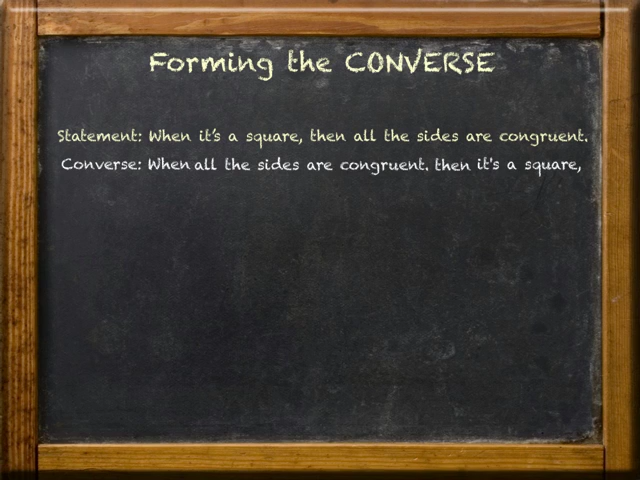 Forming the CONVERSE
Statement: When it's a square, then all the sides are congruent.
Converse: When all the sides are congruent. then it's a square,